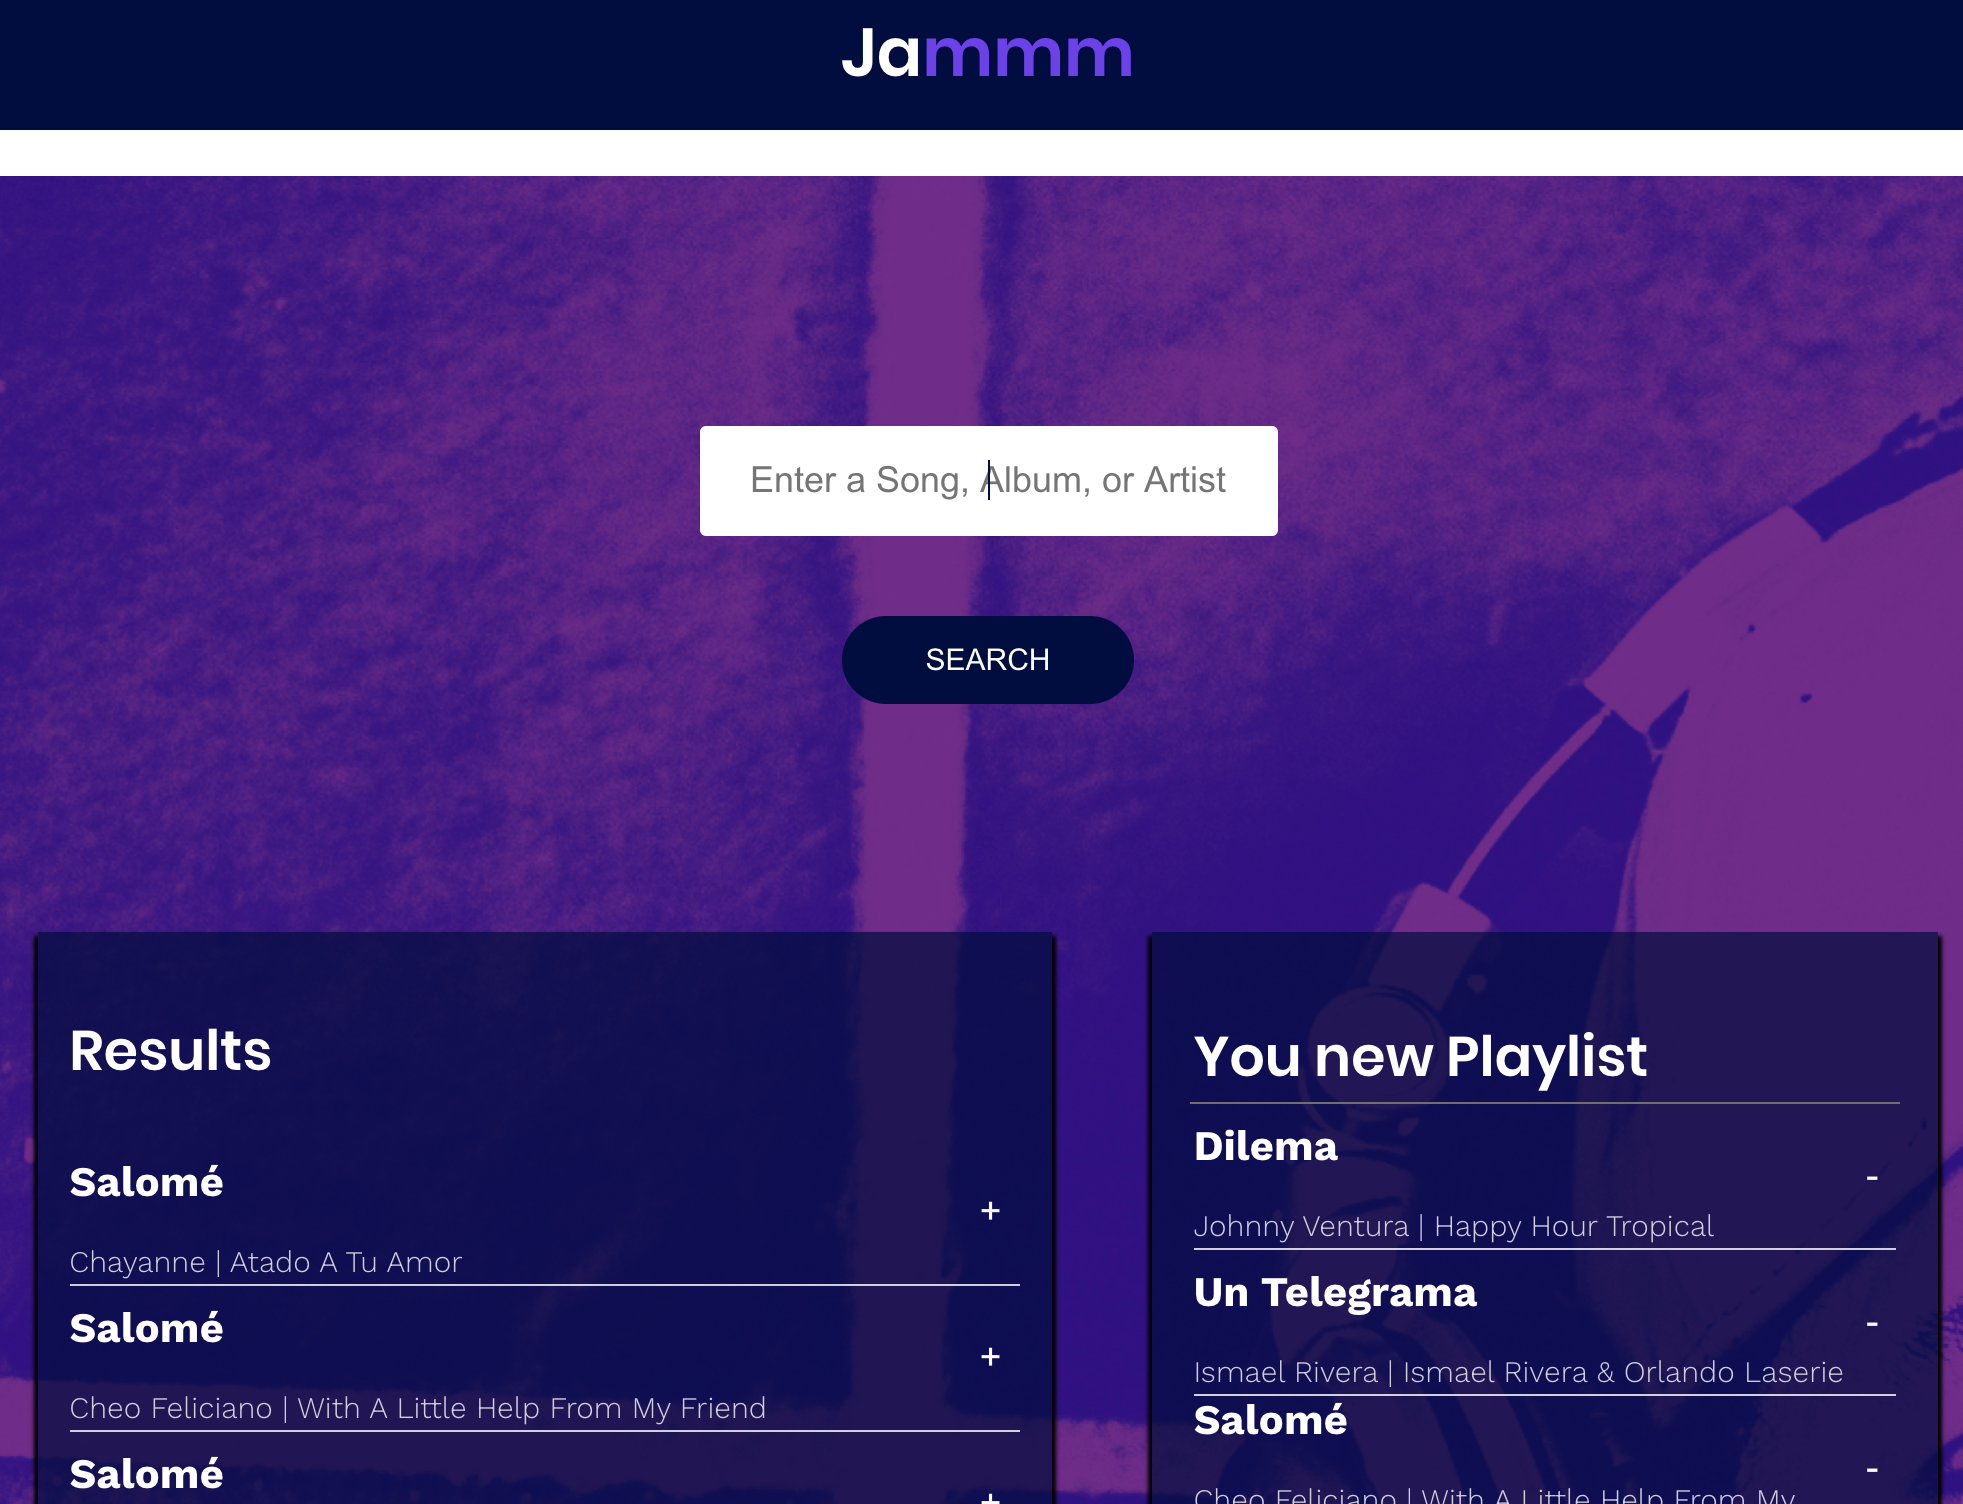 Jammm
Enter a Song, Album, or Artist
SEARCH
Results
Salomé
+
Chayanne | Atado A Tu Amor
Salomé
+
Cheo Feliciano | With A Little Help From My Friend
Salomé
+
You new Playlist
Dilema
-
Johnny Ventura | Happy Hour Tropical
Un Telegrama
-
Ismael Rivera | Ismael Rivera & Orlando Laserie
Salomé
-
Cheo Feliciano | With A Little Help From My